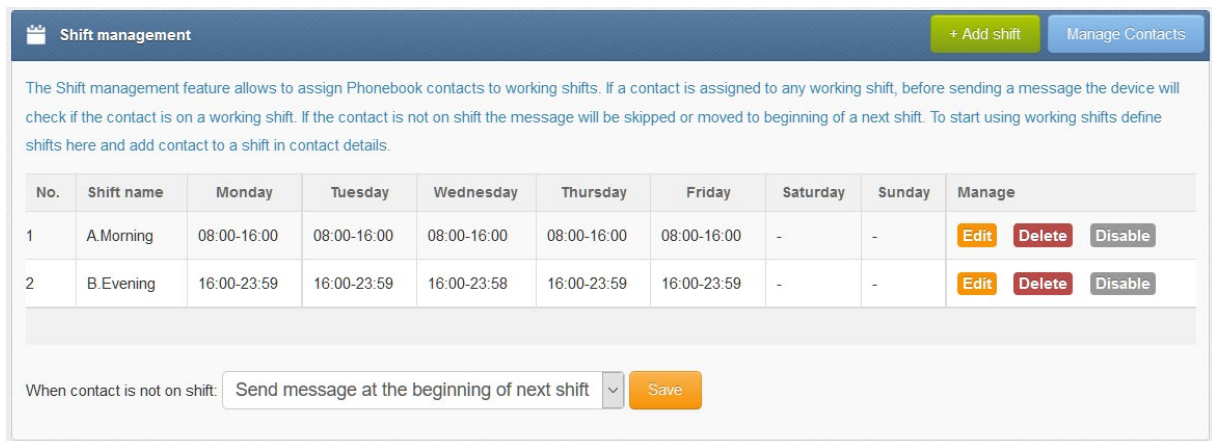 Shift management + Add shift Manage Contacts
The Shift management feature allows to assign Phonebook contacts to working shifts. If a contact is assigned to any working shift, before sending a message the device will
check if the contact is on a working shift. If the contact is not on shift the message will be skipped or moved to beginning of a next shift. To start using working shifts define
shifts here and add contact to a shift in contact details.
No. Shift name Monday Tuesday Wednesday Thursday Friday Saturday Sunday Manage
1 A.Morning 08:00-16:00 08:00-16:00 08:00-16:00 08:00-16:00 08:00-16:00 - - Edit Delete Disable
2 B.Evening 16:00-23:59 16:00-23:59 16:00-23:58 16:00-23:59 16:00-23:59 - - Edit Delete Disable
When contact is not on shift: Send message at the beginning of next shift Save